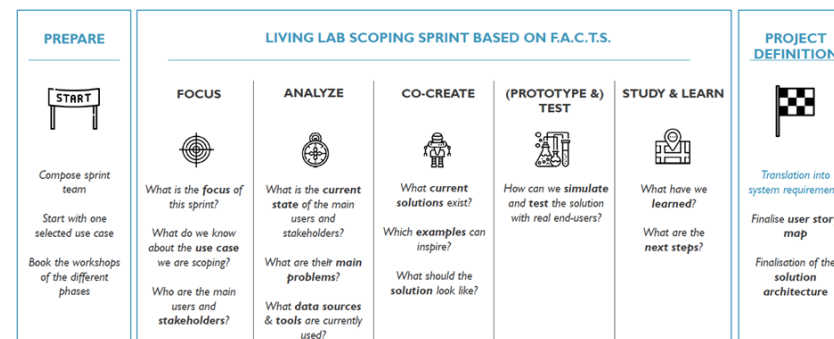 PREPARE
START
Compose sprint
team
Start with one
selected use case
Book the workshops
of the different
phases
LIVING LAB SCOPING SPRINT BASED ON F.A.C.T.S.
FOCUS
What is the focus of
this sprint?
What do we know
about the use case
we are scoping?
Who are the main
users and
stakeholders?
ANALYZE
What is the current
state of the main
users and
stakeholders?
What are their main
problems?
What data sources
& tools are currently
used?
CO-CREATE
What current
solutions exist?
Which examples can
inspire?
What should the
solution look like?
(PROTOTYPE &)
TEST
How can we simulate
and test the solution
with real end-users?
STUDY & LEARN
What have we
learned?
What are the
next steps?
PROJECT
DEFINITION
Translation into
system requiremen
Finalise user stor
map
Finalisation of the
solution
architecture